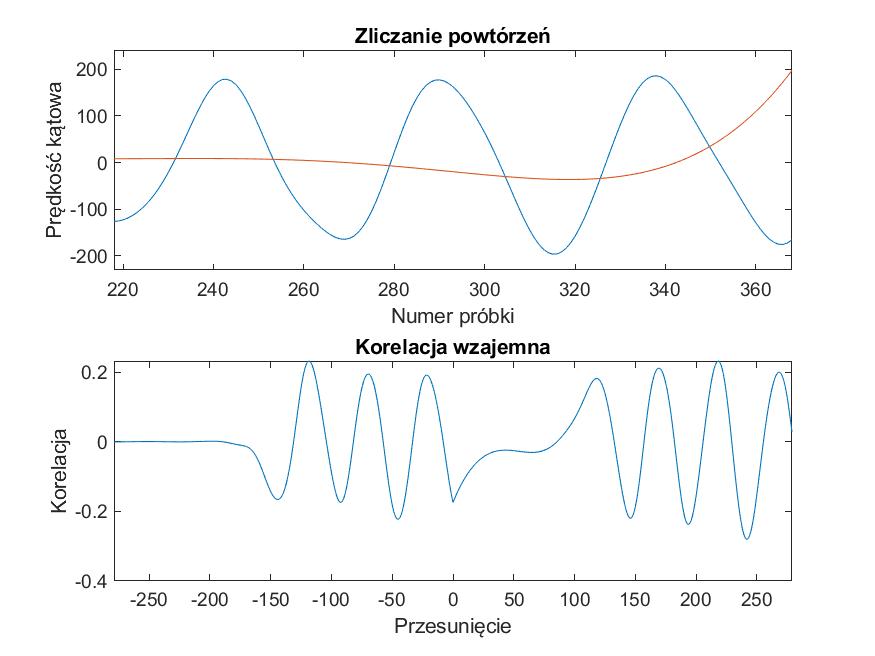 Zliczanie powtórzeń
Prędkość kątowa
200
100
0
-100
-200
220 240 260 280 300 320 340 360
Numer próbki
Korelacja wzajemna
Korelacja
0.2
0
-0.2
-0.4
-250 -200 -150 -100 -50 0 50 100 150 200 250
Przesunięcie